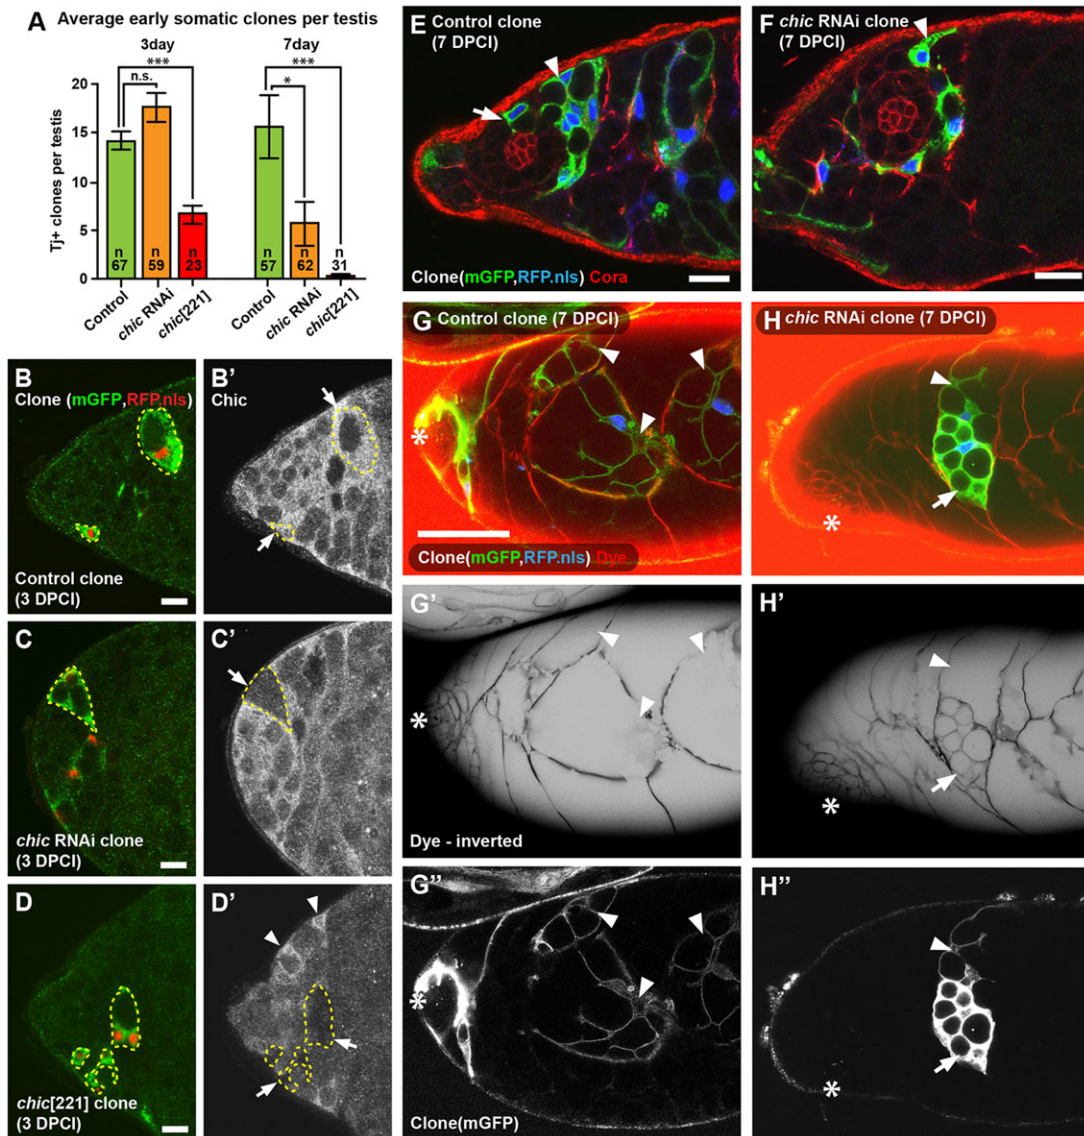 A Average early somatic clones per testis
3day 7day
*** ***
n.s. *
Tj+ clones per testis
20
15
10
5
0
n n n n n n
67 59 23 57 62 31
Control chic RNAi chic[221] Control chic RNAi chic[221]
B
Clone (mGFP,RFP.nls)
Control clone
(3 DPCI)
B'
Chic
C
chic RNAi clone
(3 DPCI)
C'
D
chic[221] clone
(3 DPCI)
D'
E Control clone
(7 DPCI)
Clone(mGFP,RFP.nls) Cora
F chic RNAi clone
(7 DPCI)
G Control clone (7 DPCI)
*
Clone(mGFP,RFP.nls) Dye
H chic RNAi clone (7 DPCI)
*
G'
*
Dye - inverted
H'
*
G''
*
Clone(mGFP)
H''
*